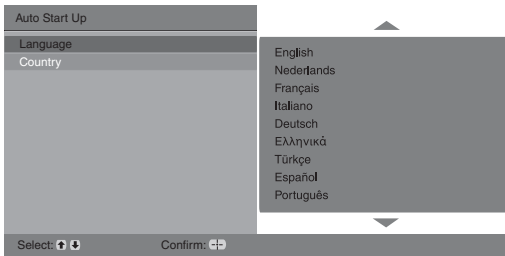 Auto Start Up
Language
Country
English
Nederlands
Français
Italiano
Deutsch
Ελληνικά
Türkçe
Español
Português
Select: Confirm: